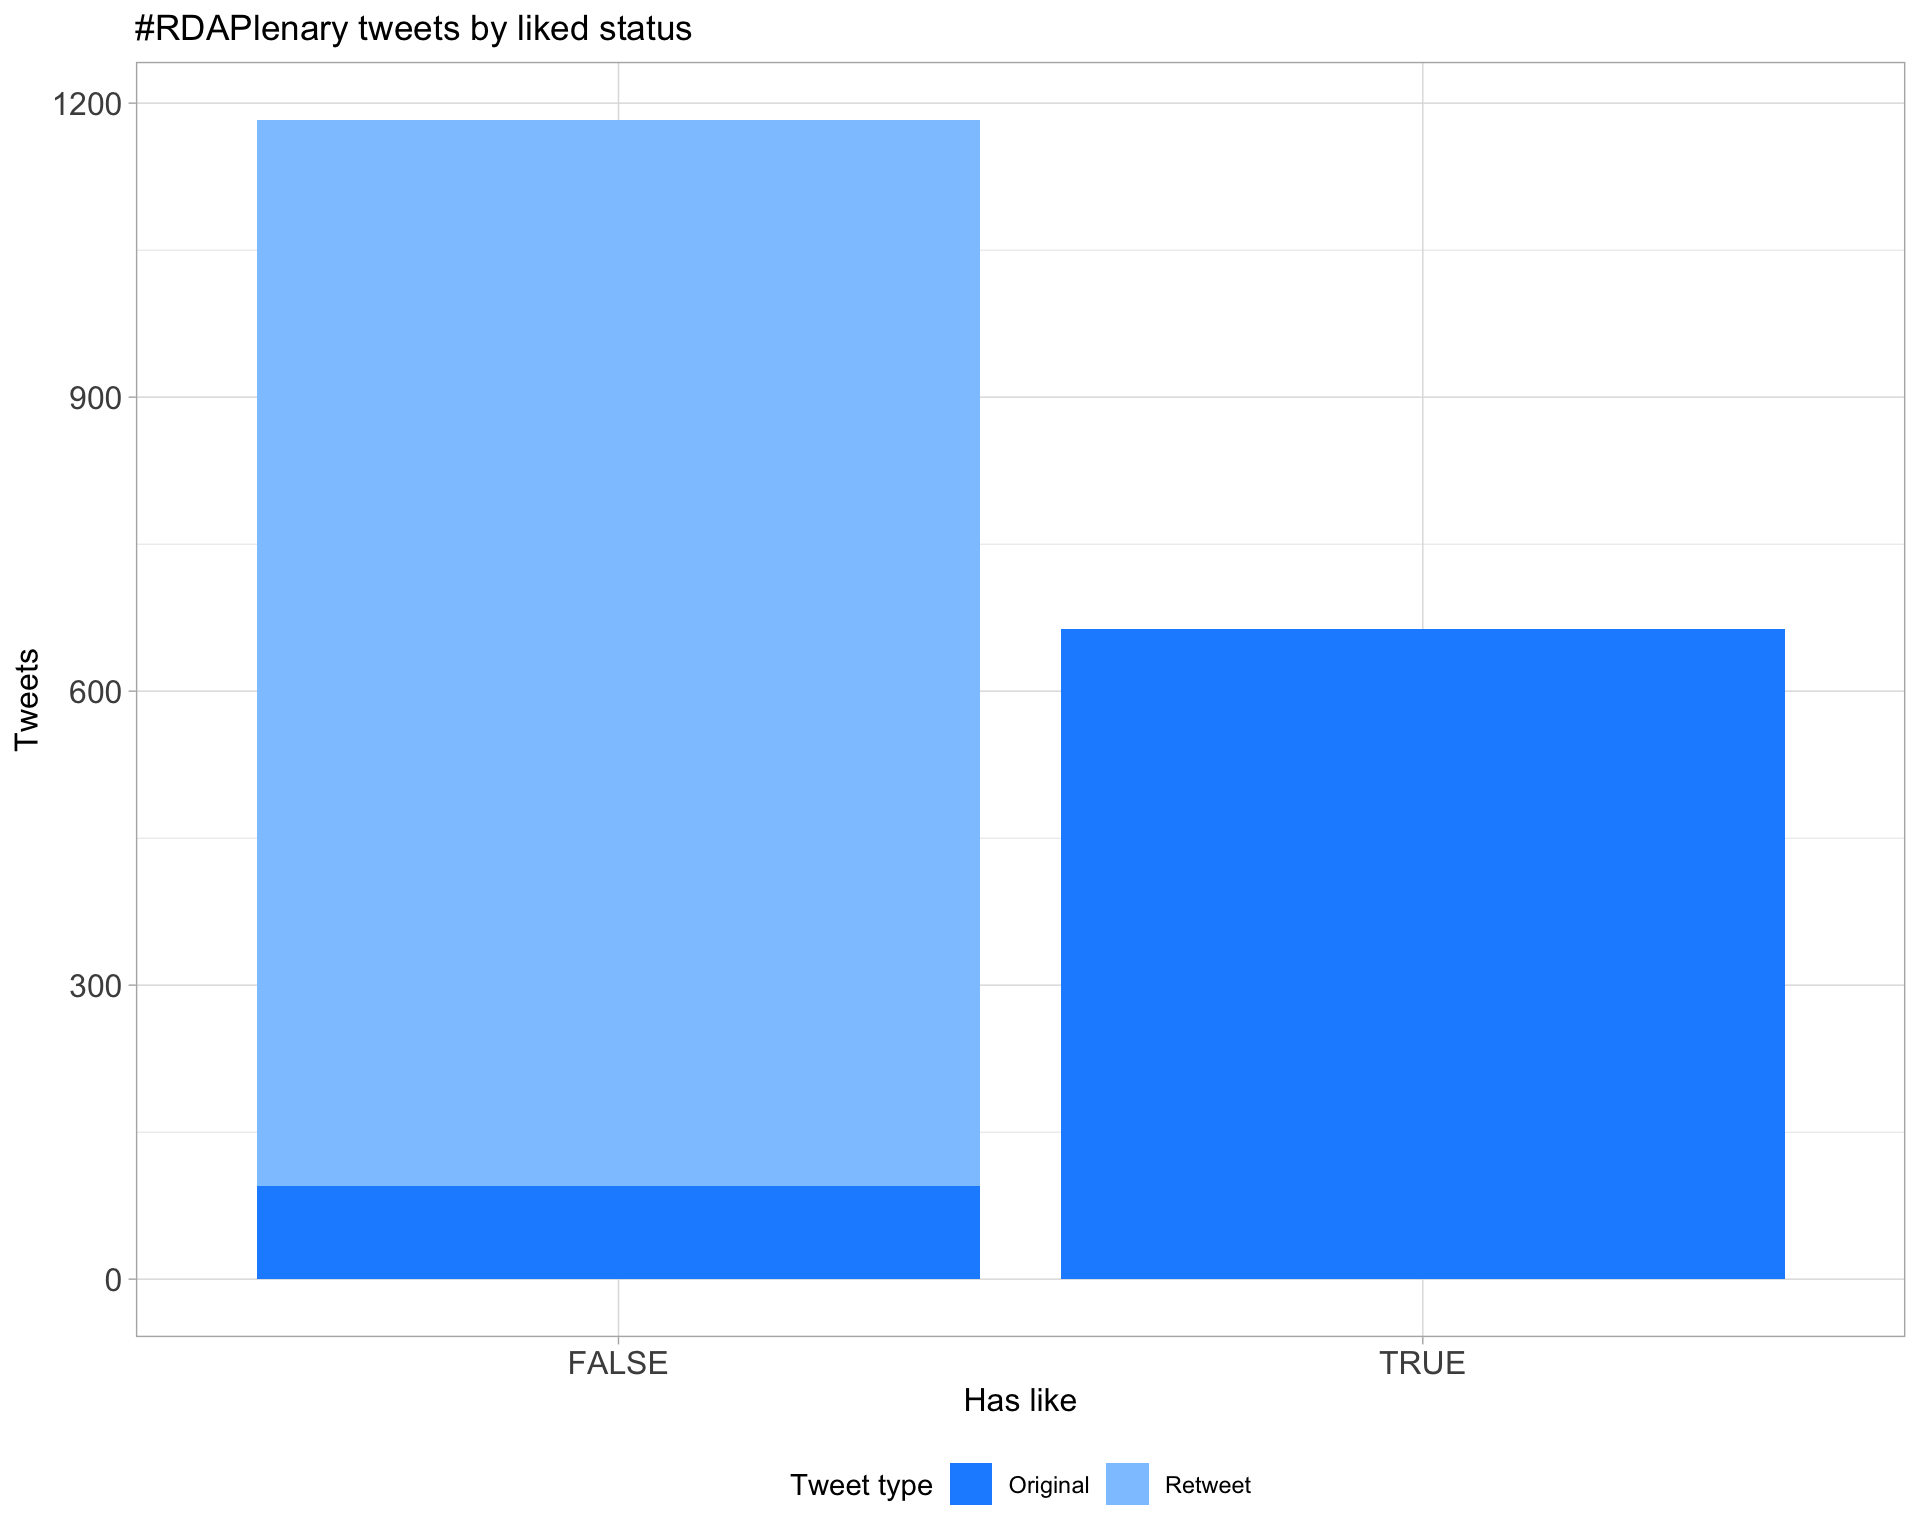 #RDAPlenary tweets by liked status
1200
900
600
300
0
Tweets
FALSE TRUE
Has like
Tweet type Original Retweet